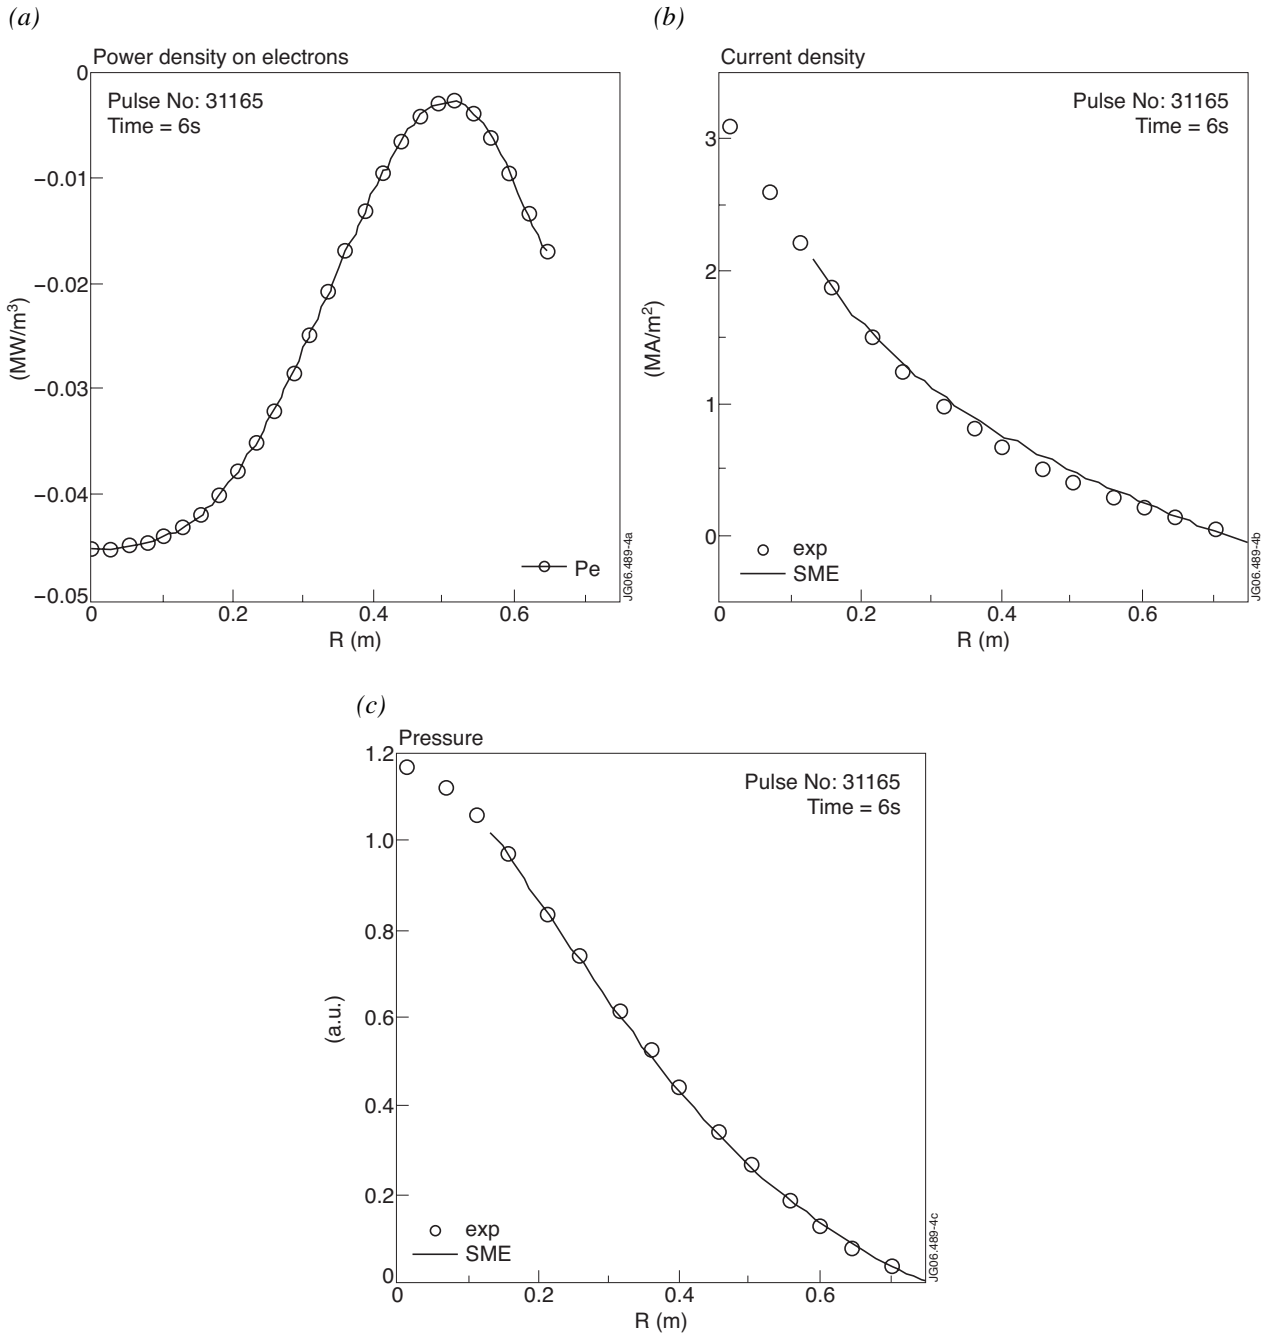 (a)
Power density on electrons
Pulse No: 31165
Time = 6s
0
−0.01
−0.02
−0.03
−0.04
−0.05
(MW/m³)
0
0.2
0.4
0.6
R (m)
Pe
JG06.489-4a
(b)
Current density
Pulse No: 31165
Time = 6s
3
2
1
0
(MA/m²)
exp
SME
0
0.2
0.4
0.6
R (m)
JG06.489-4b
(c)
Pressure
Pulse No: 31165
Time = 6s
1.2
1.0
0.8
0.6
0.4
0.2
0
(a.u.)
exp
SME
0
0.2
0.4
0.6
R (m)
JG06.489-4c